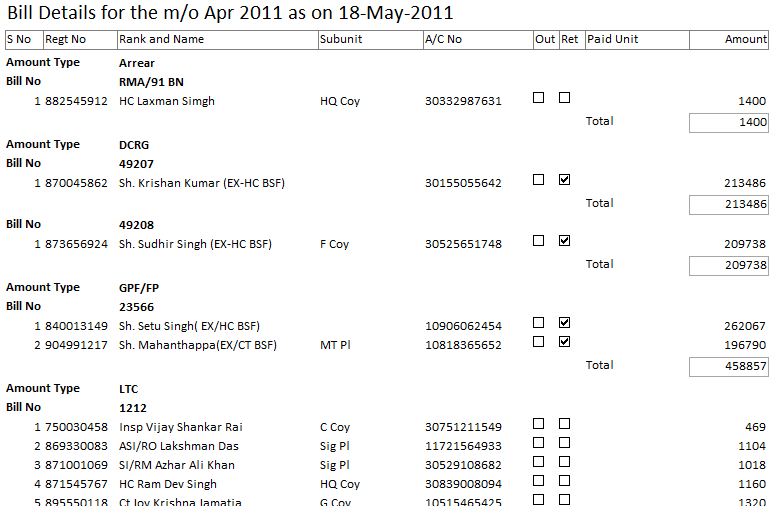 Bill Details for the m/o Apr 2011 as on 18-May-2011
S No Regt No Rank and Name Subunit A/C No Out Ret Paid Unit Amount
Amount Type Arrear
Bill No RMA/91 BN
1 882545912 HC Laxman Simgh HQ Coy 30332987631 1400
Total 1400
Amount Type DCRG
Bill No 49207
1 870045862 Sh. Krishan Kumar (EX-HC BSF) 30155055642 213486
Total 213486
Bill No 49208
1 873656924 Sh. Sudhir Singh (EX-HC BSF) F Coy 30525651748 209738
Total 209738
Amount Type GPF/FP
Bill No 23566
1 840013149 Sh. Setu Singh( EX/HC BSF) 10906062454 262067
2 904991217 Sh. Mahanthappa(EX/CT BSF) MT Pl 10818365652 196790
Total 458857
Amount Type LTC
Bill No 1212
1 750030458 Insp Vijay Shankar Rai C Coy 30751211549 469
2 869330083 ASI/RO Lakshman Das Sig Pl 11721564933 1104
3 871001069 SI/RM Azhar Ali Khan Sig Pl 30529108682 1018
4 871545767 HC Ram Dev Singh HQ Coy 30839008094 1160
5 895550118 Ct Joy Krishna Jamatia G Coy 10515465425 1320